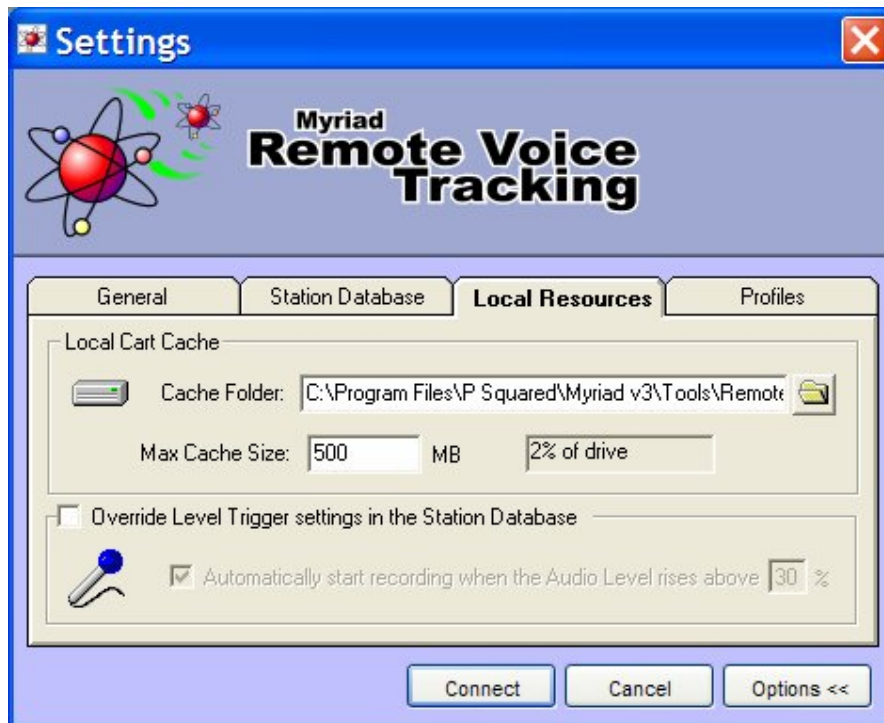 Settings
Myriad
Remote Voice
Tracking
General Station Database Local Resources Profiles
Local Cart Cache
Cache Folder: C:\Program Files\P Squared\Myriad v3\Tools\Remote
Max Cache Size: 500 MB 2% of drive
Override Level Trigger settings in the Station Database
Automatically start recording when the Audio Level rises above 30 %
Connect Cancel Options <<